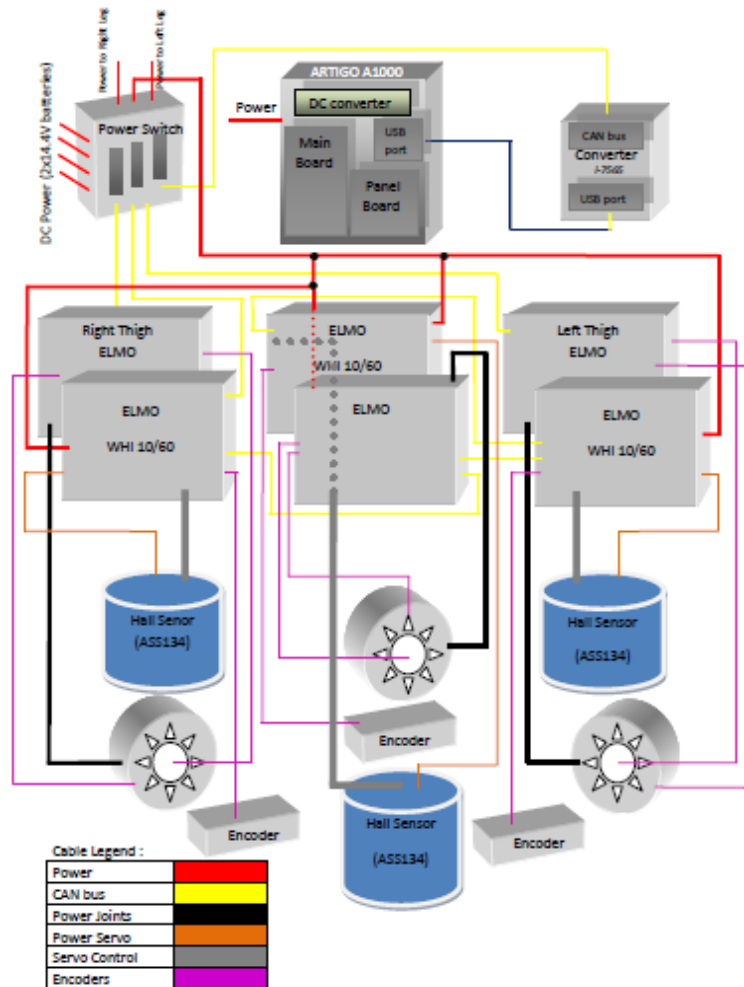 Power to Right Leg
Power to Left Leg
DC Power (2x14.4V batteries)
Power Switch
ARTIGO A1000
Power
DC converter
Main
Board
USB
port
Panel
Board
CAN bus
Converter
I-7565
USB port
Right Thigh
ELMO
ELMO
WHI 10/60
ELMO
WHI 10/60
ELMO
Left Thigh
ELMO
ELMO
WHI 10/60
Hall Senor
(ASS134)
Hall Sensor
(ASS134)
Encoder
Encoder
Encoder
Hall Sensor
(ASS134)
Cable Legend :
Power
CAN bus
Power Joints
Power Servo
Servo Control
Encoders